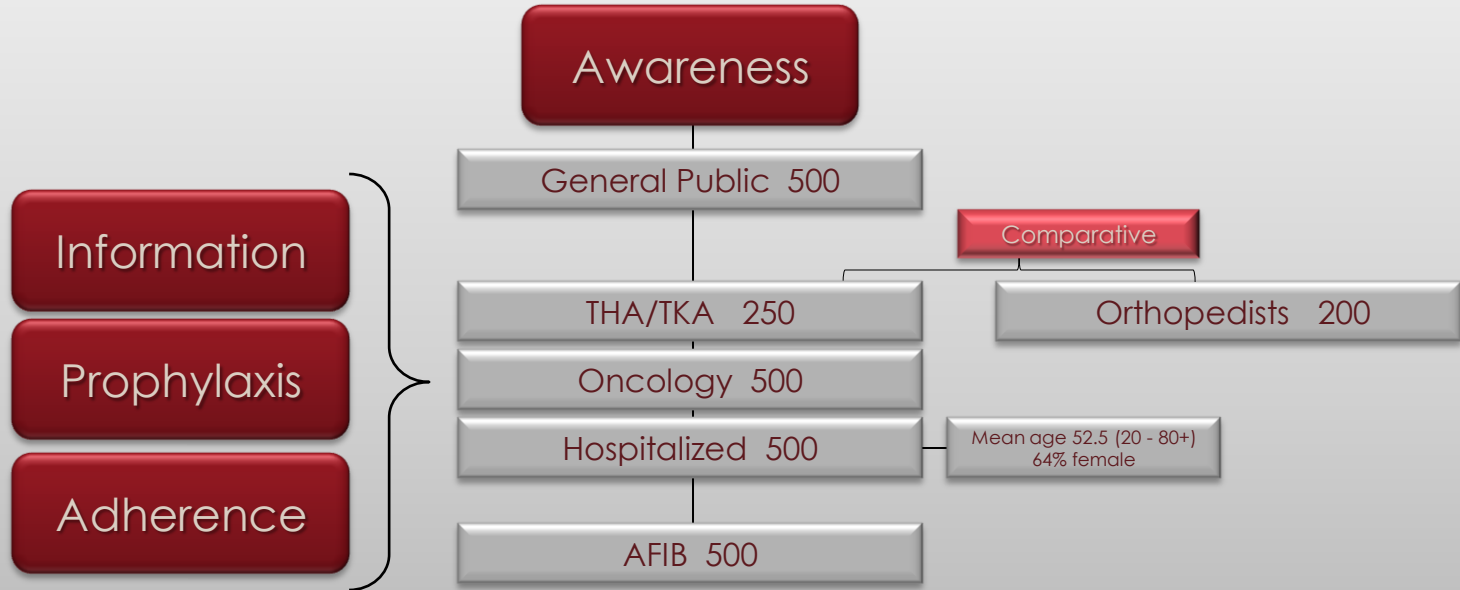 Awareness
General Public 500
Information
Prophylaxis
Adherence
Comparative
THA/TKA 250
Orthopedists 200
Oncology 500
Hospitalized 500
Mean age 52.5 (20 - 80+)
64% female
AFIB 500